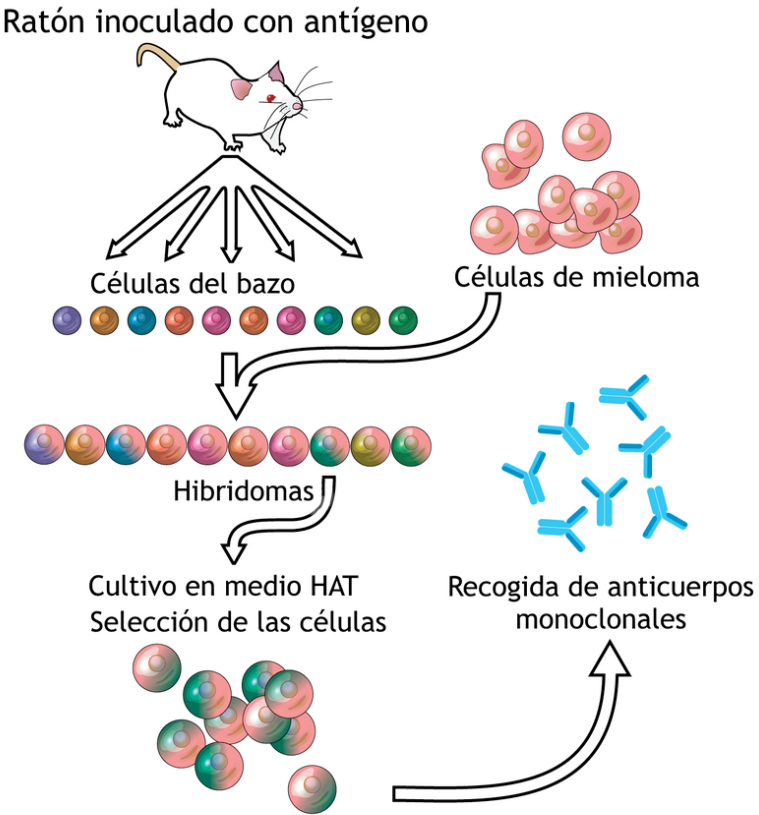 Ratón inoculado con antígeno
Células del bazo
Células de mieloma
Hibridomas
Cultivo en medio HAT
Selección de las células
Recogida de anticuerpos
monoclonales